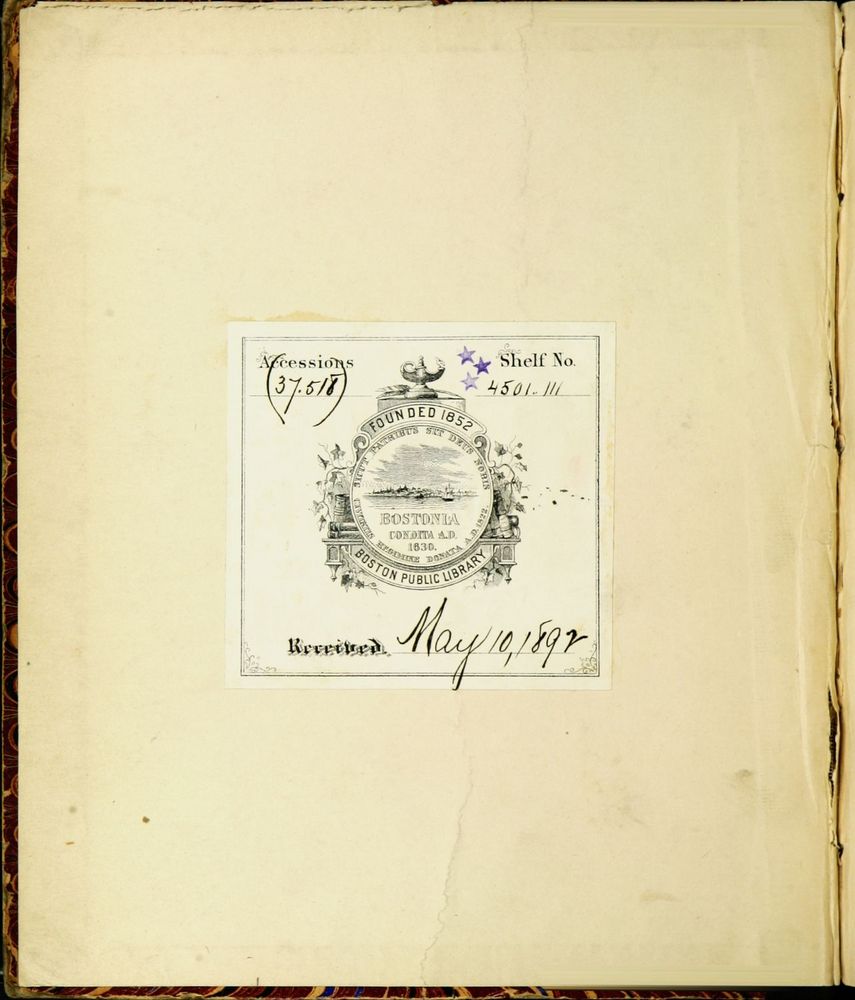 Accessions
(37.518)
Shelf No.
4501.111
FOUNDED 1852
SICUT PATRIBUS SIT DEUS NOBIS
BOSTONIA
CONDITA A.D.
1630.
CIVITATIS REGIMINE DONATA A.D. 1822.
BOSTON PUBLIC LIBRARY
Received. May 10, 1892